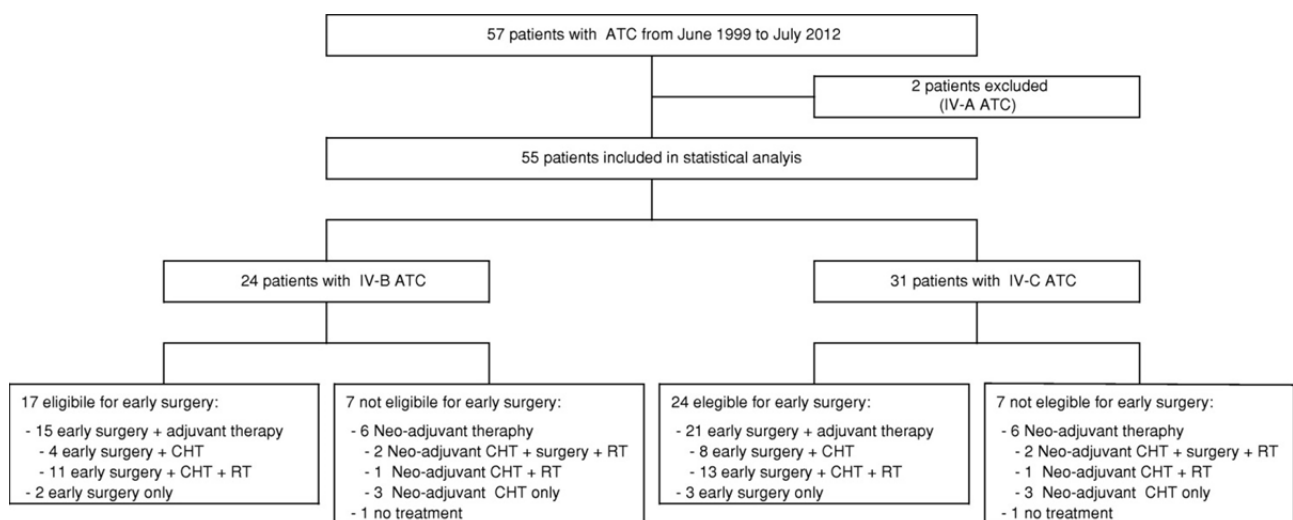 57 patients with ATC from June 1999 to July 2012
2 patients excluded
(IV-A ATC)
55 patients included in statistical analyis
24 patients with IV-B ATC
31 patients with IV-C ATC
17 eligibile for early surgery:
- 15 early surgery + adjuvant therapy
- 4 early surgery + CHT
- 11 early surgery + CHT + RT
- 2 early surgery only
7 not eligibile for early surgery:
- 6 Neo-adjuvant theraphy
- 2 Neo-adjuvant CHT + surgery + RT
- 1 Neo-adjuvant CHT + RT
- 3 Neo-adjuvant CHT only
- 1 no treatment
24 elegible for early surgery:
- 21 early surgery + adjuvant therapy
- 8 early surgery + CHT
- 13 early surgery + CHT + RT
- 3 early surgery only
7 not elegible for early surgery:
- 6 Neo-adjuvant theraphy
- 2 Neo-adjuvant CHT + surgery + RT
- 1 Neo-adjuvant CHT + RT
- 3 Neo-adjuvant CHT only
- 1 no treatment